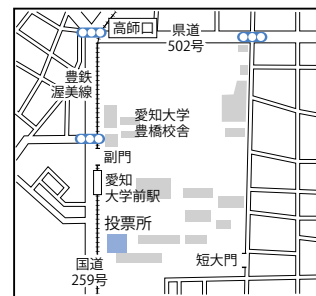 高師口
県道
502号
豊鉄
渥美線
愛知大学
豊橋校舎
副門
愛知
大学前駅
投票所
短大門
国道
259号